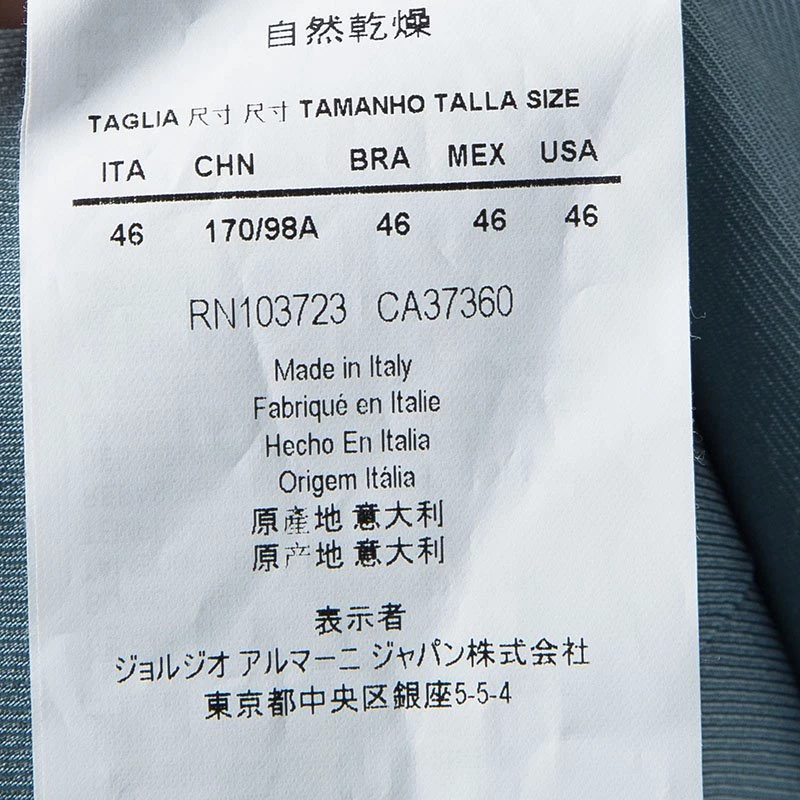 自然乾燥
TAGLIA 尺寸 尺寸 TAMANHO TALLA SIZE
ITA CHN BRA MEX USA
46 170/98A 46 46 46
RN103723 CA37360
Made in Italy
Fabriqué en Italie
Hecho En Italia
Origem Itália
原產地 意大利
原产地 意大利
表示者
ジョルジオ アルマーニ ジャパン株式会社
東京都中央区銀座5-5-4